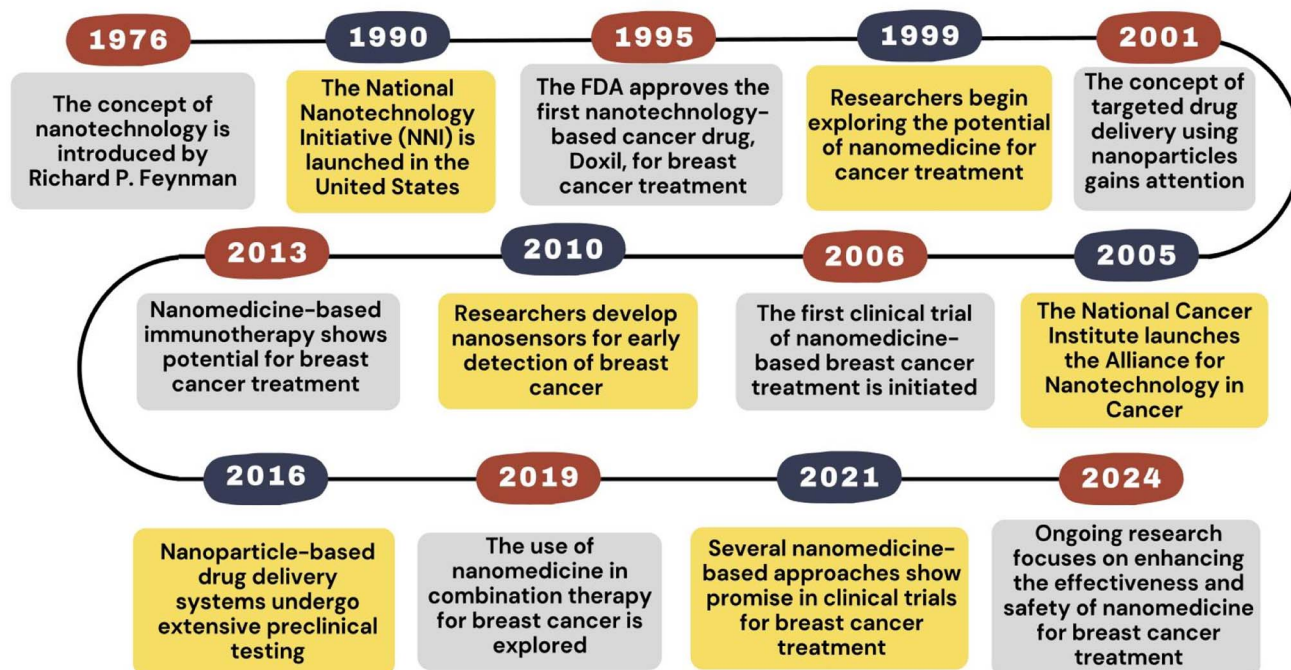 1976
The concept of
nanotechnology is
introduced by
Richard P. Feynman
1990
The National
Nanotechnology
Initiative (NNI) is
launched in the
United States
1995
The FDA approves the
first nanotechnology-
based cancer drug,
Doxil, for breast
cancer treatment
1999
Researchers begin
exploring the potential
of nanomedicine for
cancer treatment
2001
The concept of
targeted drug
delivery using
nanoparticles
gains attention
2005
The National Cancer
Institute launches
the Alliance for
Nanotechnology in
Cancer
2006
The first clinical trial
of nanomedicine-
based breast cancer
treatment is initiated
2010
Researchers develop
nanosensors for early
detection of breast
cancer
2013
Nanomedicine-based
immunotherapy shows
potential for breast
cancer treatment
2016
Nanoparticle-based
drug delivery
systems undergo
extensive preclinical
testing
2019
The use of
nanomedicine in
combination therapy
for breast cancer is
explored
2021
Several nanomedicine-
based approaches show
promise in clinical trials
for breast cancer
treatment
2024
Ongoing research
focuses on enhancing
the effectiveness and
safety of nanomedicine
for breast cancer
treatment